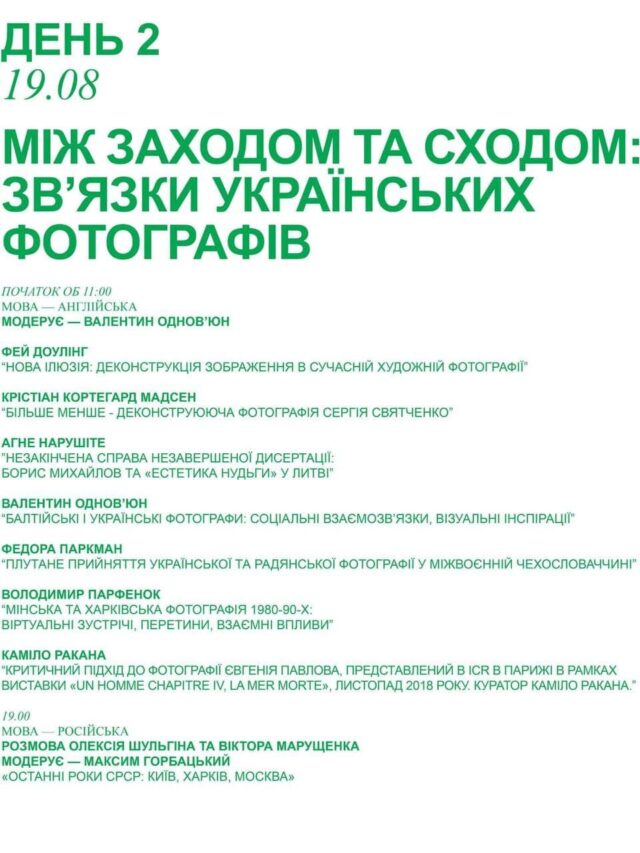 ДЕНЬ 2
19.08
МІЖ ЗАХОДОМ ТА СХОДОМ:
ЗВ’ЯЗКИ УКРАЇНСЬКИХ
ФОТОГРАФІВ
ПОЧАТОК ОБ 11:00
МОВА — АНГЛІЙСЬКА
МОДЕРУЄ — ВАЛЕНТИН ОДНОВ’ЮН
ФЕЙ ДОУЛІНГ
“НОВА ІЛЮЗІЯ: ДЕКОНСТРУКЦІЯ ЗОБРАЖЕННЯ В СУЧАСНІЙ ХУДОЖНІЙ ФОТОГРАФІЇ”
КРІСТІАН КОРТЕГАРД МАДСЕН
“БІЛЬШЕ МЕНШЕ - ДЕКОНСТРУЮЮЧА ФОТОГРАФІЯ СЕРГІЯ СВЯТЧЕНКО”
АГНЕ НАРУШІТЕ
”НЕЗАКІНЧЕНА СПРАВА НЕЗАВЕРШЕНОЇ ДИСЕРТАЦІЇ:
БОРИС МИХАЙЛОВ ТА «ЕСТЕТИКА НУДЬГИ» У ЛИТВІ”
ВАЛЕНТИН ОДНОВ’ЮН
“БАЛТІЙСЬКІ І УКРАЇНСЬКІ ФОТОГРАФИ: СОЦІАЛЬНІ ВЗАЄМОЗВ’ЯЗКИ, ВІЗУАЛЬНІ ІНСПІРАЦІЇ”
ФЕДОРА ПАРКМАН
“ПЛУТАНЕ ПРИЙНЯТТЯ УКРАЇНСЬКОЇ ТА РАДЯНСЬКОЇ ФОТОГРАФІЇ У МІЖВОЄННІЙ ЧЕХОСЛОВАЧЧИНІ”
ВОЛОДИМИР ПАРФЕНОК
“МІНСЬКА ТА ХАРКІВСЬКА ФОТОГРАФІЯ 1980-90-Х:
ВІРТУАЛЬНІ ЗУСТРІЧІ, ПЕРЕТИНИ, ВЗАЄМНІ ВПЛИВИ”
КАМІЛО РАКАНА
“КРИТИЧНИЙ ПІДХІД ДО ФОТОГРАФІЇ ЄВГЕНІЯ ПАВЛОВА, ПРЕДСТАВЛЕНИЙ В ICR В ПАРИЖІ В РАМКАХ
ВИСТАВКИ «UN HOMME CHAPITRE IV, LA MER MORTE», ЛИСТОПАД 2018 РОКУ. КУРАТОР КАМІЛО РАКАНА.”
19.00
МОВА — РОСІЙСЬКА
РОЗМОВА ОЛЕКСІЯ ШУЛЬГІНА ТА ВІКТОРА МАРУЩЕНКА
МОДЕРУЄ — МАКСИМ ГОРБАЦЬКИЙ
«ОСТАННІ РОКИ СРСР: КИЇВ, ХАРКІВ, МОСКВА»